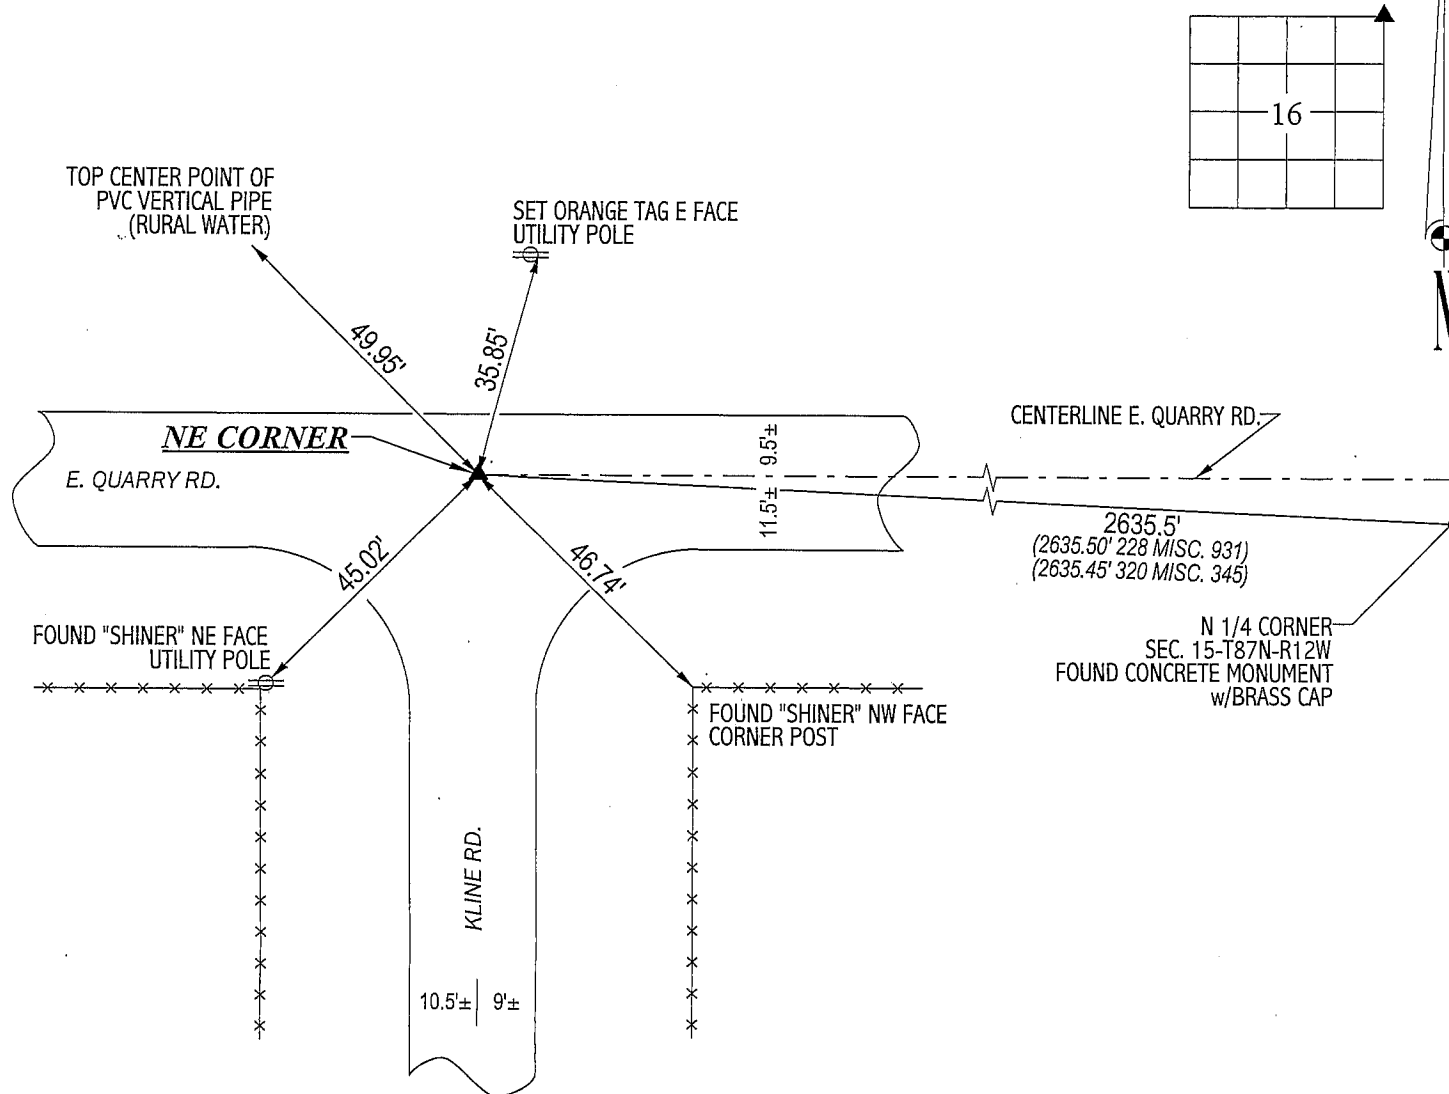 16
TOP CENTER POINT OF
PVC VERTICAL PIPE
(RURAL WATER)
SET ORANGE TAG E FACE
UTILITY POLE
49.95'
35.85'
NE CORNER
E. QUARRY RD.
9.5'±
11.5'±
CENTERLINE E. QUARRY RD.
2635.5'
(2635.50' 228 MISC. 931)
(2635.45' 320 MISC. 345)
45.02'
46.74'
N 1/4 CORNER
SEC. 15-T87N-R12W
FOUND CONCRETE MONUMENT
w/BRASS CAP
FOUND "SHINER" NE FACE
UTILITY POLE
FOUND "SHINER" NW FACE
CORNER POST
KLINE RD.
10.5'± 9'±